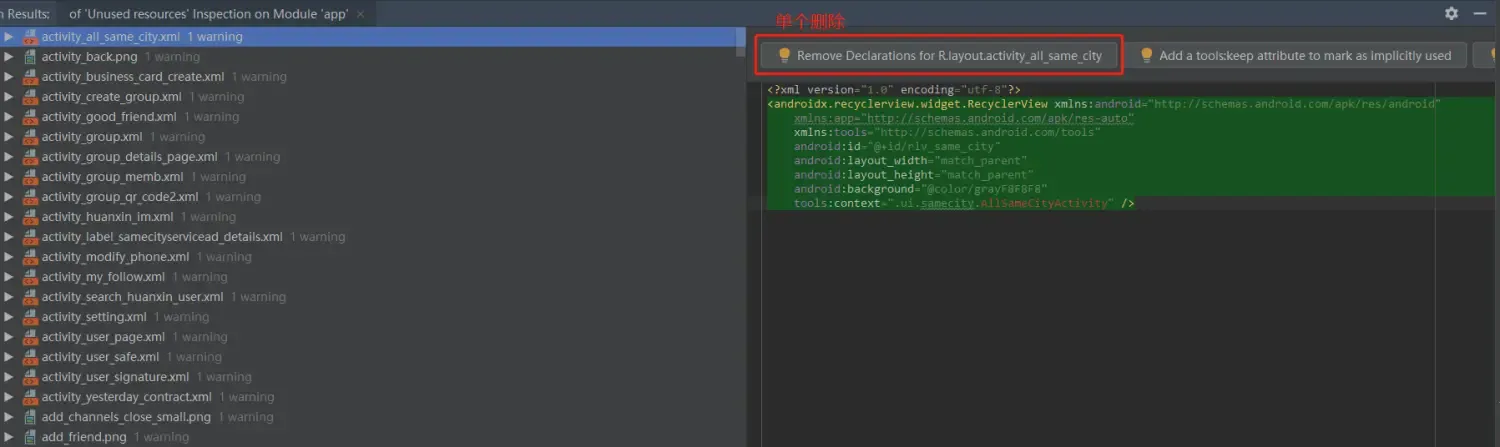 n Results: of 'Unused resources' Inspection on Module 'app' ×
activity_all_same_city.xml 1 warning
activity_back.png 1 warning
activity_business_card_create.xml 1 warning
activity_create_group.xml 1 warning
activity_good_friend.xml 1 warning
activity_group.xml 1 warning
activity_group_details_page.xml 1 warning
activity_group_memb.xml 1 warning
activity_group_qr_code2.xml 1 warning
activity_huanxin_im.xml 1 warning
activity_label_samecityservicead_details.xml 1 warning
activity_modify_phone.xml 1 warning
activity_my_follow.xml 1 warning
activity_search_huanxin_user.xml 1 warning
activity_setting.xml 1 warning
activity_user_page.xml 1 warning
activity_user_safe.xml 1 warning
activity_user_signature.xml 1 warning
activity_yesterday_contract.xml 1 warning
add_channels_close_small.png 1 warning
add_friend.png 1 warning
单个删除
Remove Declarations for R.layout.activity_all_same_city
Add a tools:keep attribute to mark as implicitly used
<?xml version="1.0" encoding="utf-8"?>
<androidx.recyclerview.widget.RecyclerView xmlns:android="http://schemas.android.com/apk/res/android"
xmlns:app="http://schemas.android.com/apk/res-auto"
xmlns:tools="http://schemas.android.com/tools"
android:id="@+id/rlv_same_city"
android:layout_width="match_parent"
android:layout_height="match_parent"
android:background="@color/grayF8F8F8"
tools:context=".ui.samecity.AllSameCityActivity" />